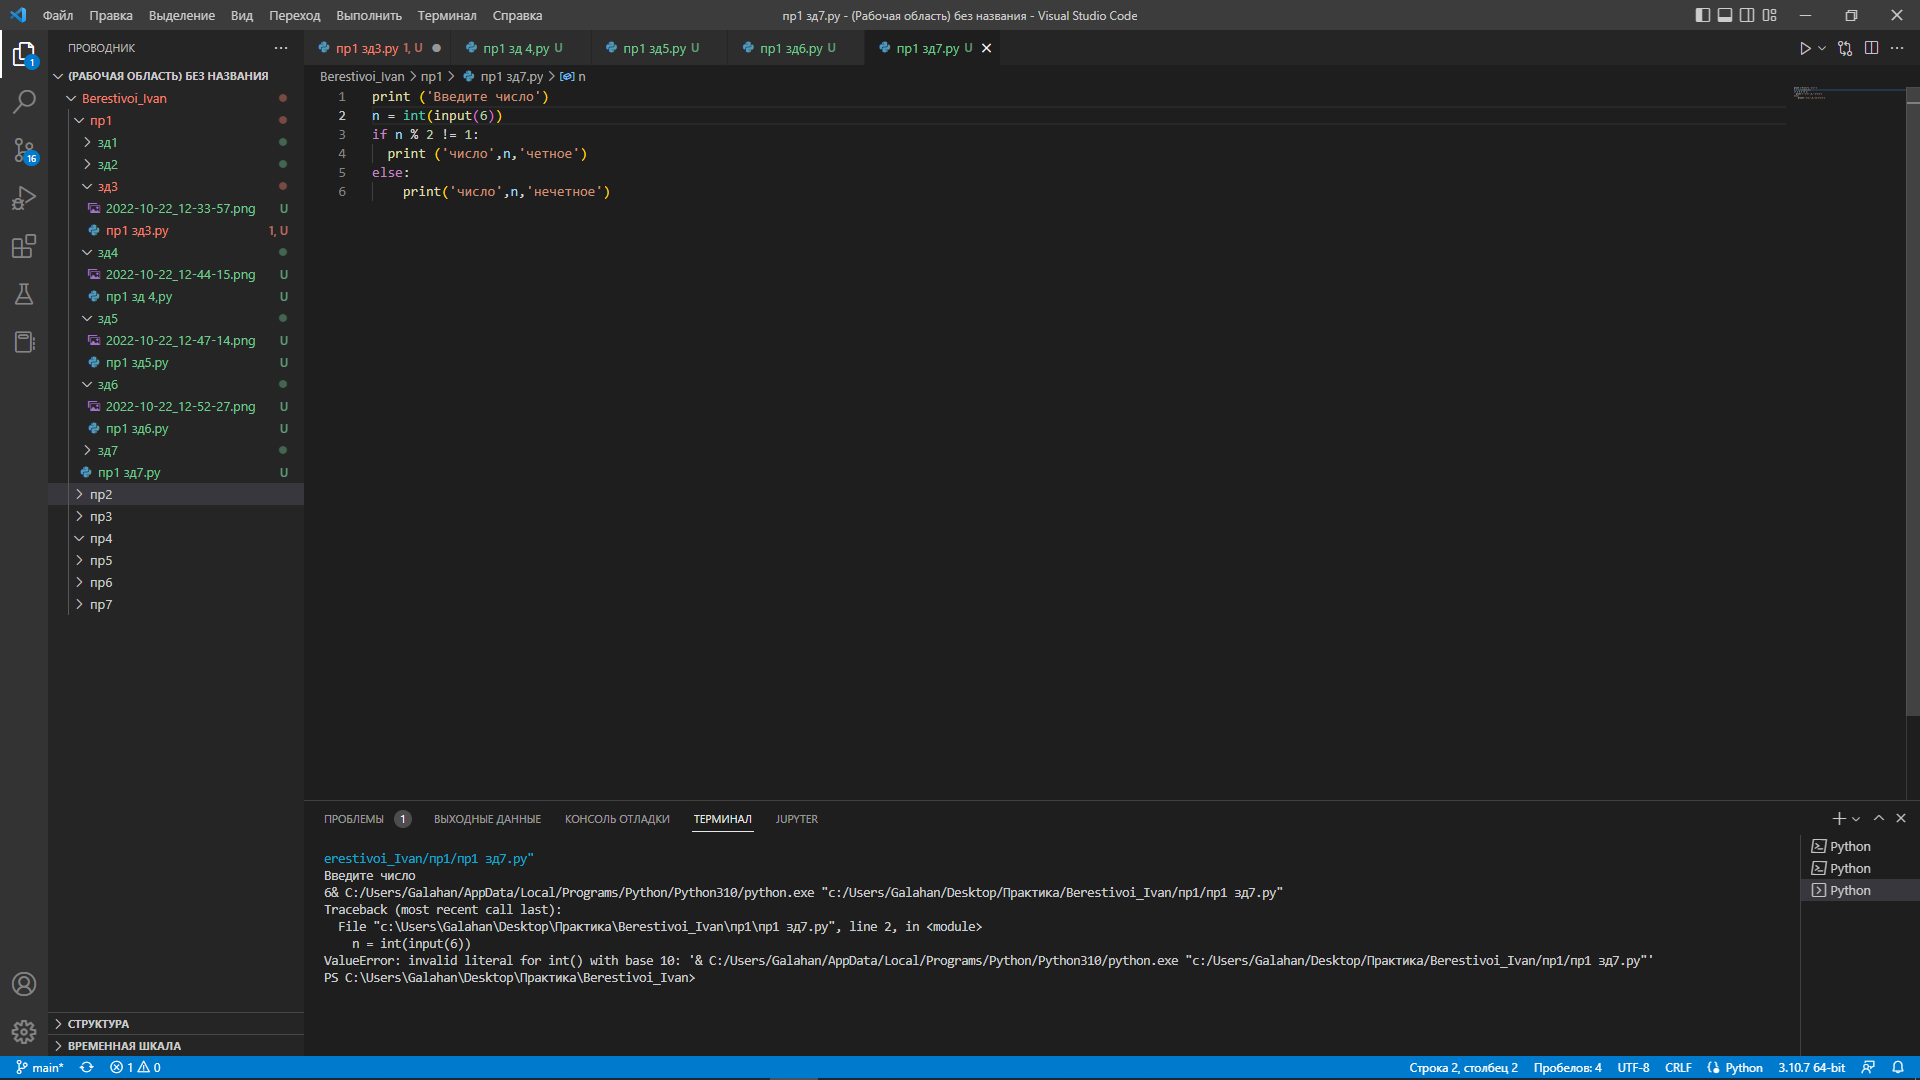 Файл Правка Выделение Вид Переход Выполнить Терминал Справка
пр1 зд7.py - (Рабочая область) без названия - Visual Studio Code
ПРОВОДНИК
(РАБОЧАЯ ОБЛАСТЬ) БЕЗ НАЗВАНИЯ
Berestivoi_Ivan
пр1
зд1
зд2
зд3
2022-10-22_12-33-57.png U
пр1 зд3.py 1, U
зд4
2022-10-22_12-44-15.png U
пр1 зд 4,py U
зд5
2022-10-22_12-47-14.png U
пр1 зд5.py U
зд6
2022-10-22_12-52-27.png U
пр1 зд6.py U
зд7
пр1 зд7.py U
пр2
пр3
пр4
пр5
пр6
пр7
СТРУКТУРА
ВРЕМЕННАЯ ШКАЛА
1
16
пр1 зд3.py 1, U пр1 зд 4,py U пр1 зд5.py U пр1 зд6.py U пр1 зд7.py U
Berestivoi_Ivan > пр1 > пр1 зд7.py > n
1 print ('Введите число')
2 n = int(input(6))
3 if n % 2 != 1:
4 print ('число',n,'четное')
5 else:
6 print('число',n,'нечетное')
ПРОБЛЕМЫ 1 ВЫХОДНЫЕ ДАННЫЕ КОНСОЛЬ ОТЛАДКИ ТЕРМИНАЛ JUPYTER
erestivoi_Ivan/пр1/пр1 зд7.py"
Введите число
6& C:/Users/Galahan/AppData/Local/Programs/Python/Python310/python.exe "c:/Users/Galahan/Desktop/Практика/Berestivoi_Ivan/пр1/пр1 зд7.py"
Traceback (most recent call last):
File "c:\Users\Galahan\Desktop\Практика\Berestivoi_Ivan\пр1\пр1 зд7.py", line 2, in <module>
n = int(input(6))
ValueError: invalid literal for int() with base 10: '& C:/Users/Galahan/AppData/Local/Programs/Python/Python310/python.exe "c:/Users/Galahan/Desktop/Практика/Berestivoi_Ivan/пр1/пр1 зд7.py"'
PS C:\Users\Galahan\Desktop\Практика\Berestivoi_Ivan>
Python
Python
Python
main* 1 0
Строка 2, столбец 2 Пробелов: 4 UTF-8 CRLF Python 3.10.7 64-bit